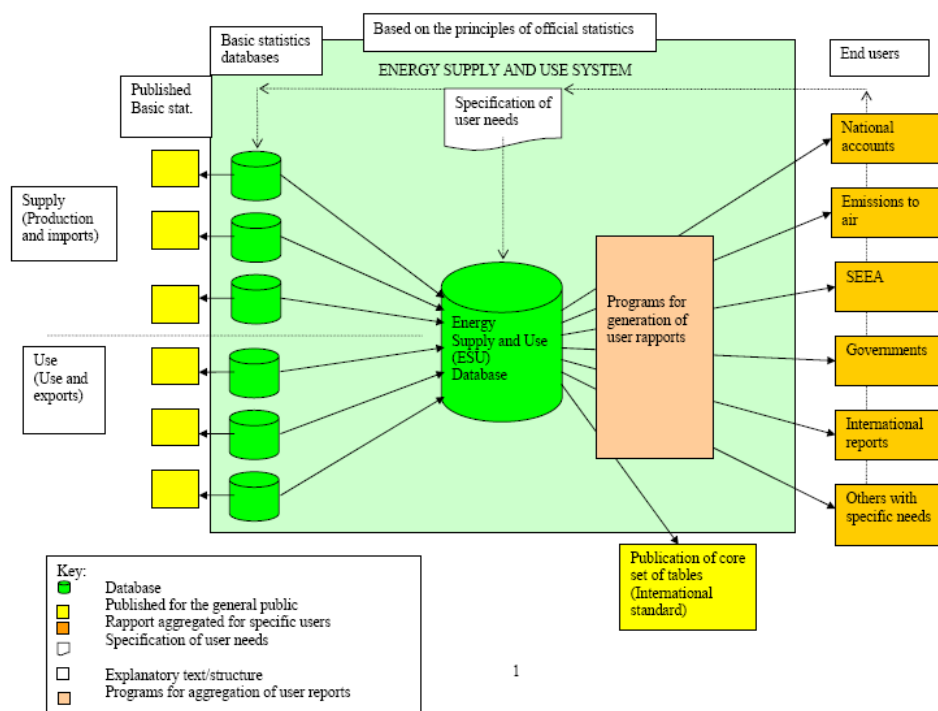 Based on the principles of official statistics
Basic statistics
databases
ENERGY SUPPLY AND USE SYSTEM
End users
Published
Basic stat.
Specification of
user needs
National
accounts
Supply
(Production
and imports)
Emissions to
air
SEEA
Programs for
generation of
user rapports
Energy
Supply and Use
(ESU)
Database
Use
(Use and
exports)
Governments
International
reports
Others with
specific needs
Publication of core
set of tables
(International
standard)
Key:
Database
Published for the general public
Rapport aggregated for specific users
Specification of user needs
Explanatory text/structure
Programs for aggregation of user reports
1